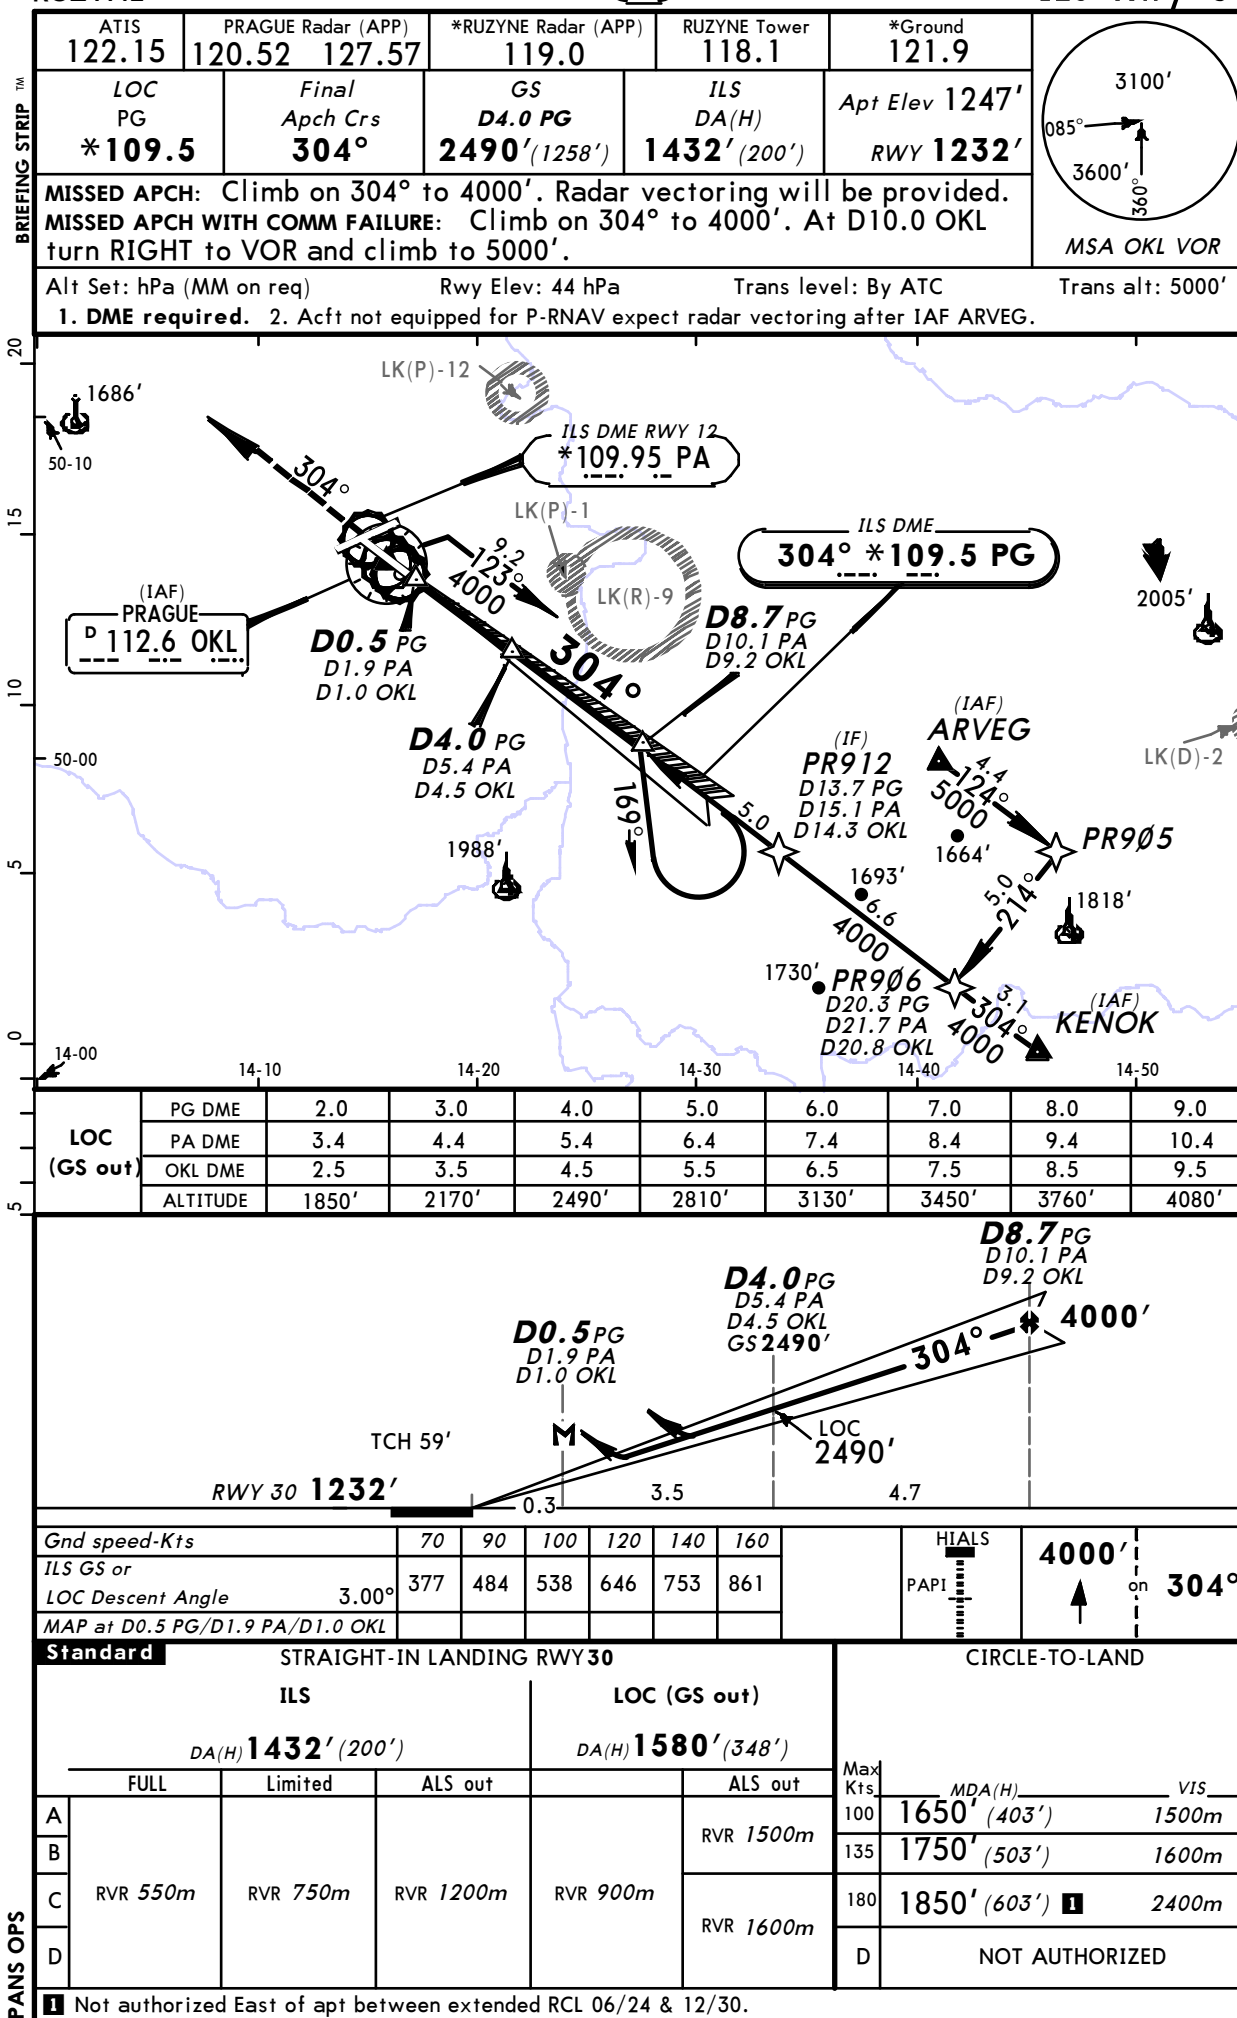 ATIS
122.15
PRAGUE Radar (APP)
120.52 127.57
*RUZYNE Radar (APP)
119.0
RUZYNE Tower
118.1
*Ground
121.9
BRIEFING STRIP TM
LOC
PG
*109.5
Final
Apch Crs
304°
GS
D4.0 PG
2490'(1258')
ILS
DA(H)
1432'(200')
Apt Elev 1247'
RWY 1232'
3100'
085°
3600'
360°
MSA OKL VOR
MISSED APCH: Climb on 304° to 4000'. Radar vectoring will be provided.
MISSED APCH WITH COMM FAILURE: Climb on 304° to 4000'. At D10.0 OKL
turn RIGHT to VOR and climb to 5000'.
Alt Set: hPa (MM on req) Rwy Elev: 44 hPa Trans level: By ATC Trans alt: 5000'
1. DME required. 2. Acft not equipped for P-RNAV expect radar vectoring after IAF ARVEG.
20
15
10
5
0
5
LK(P)-12
1686'
50-10
304°
ILS DME RWY 12
*109.95 PA
LK(P)-1
LK(R)-9
9.2
123°
4000
ILS DME
304° *109.5 PG
2005'
(IAF)
PRAGUE
D 112.6 OKL
D0.5 PG
D1.9 PA
D1.0 OKL
D8.7 PG
D10.1 PA
D9.2 OKL
304°
D4.0 PG
D5.4 PA
D4.5 OKL
50-00
(IAF)
ARVEG
4.4
124°
5000
LK(D)-2
(IF)
PR912
D13.7 PG
D15.1 PA
D14.3 OKL
5.0
169°
1664'
PR9Ø5
1988'
1693'
6.6
4000
5.0
214°
1818'
1730'
PR9Ø6
D20.3 PG
D21.7 PA
D20.8 OKL
3.1
304°
4000
(IAF)
KENOK
14-00
14-10 14-20 14-30 14-40 14-50
LOC
(GS out)
PG DME 2.0 3.0 4.0 5.0 6.0 7.0 8.0 9.0
PA DME 3.4 4.4 5.4 6.4 7.4 8.4 9.4 10.4
OKL DME 2.5 3.5 4.5 5.5 6.5 7.5 8.5 9.5
ALTITUDE 1850' 2170' 2490' 2810' 3130' 3450' 3760' 4080'
D8.7 PG
D10.1 PA
D9.2 OKL
D4.0 PG
D5.4 PA
D4.5 OKL
GS 2490'
D0.5 PG
D1.9 PA
D1.0 OKL
4000'
304°
M
TCH 59'
LOC
2490'
RWY 30 1232'
0.3 3.5 4.7
Gnd speed-Kts 70 90 100 120 140 160
ILS GS or
LOC Descent Angle 3.00° 377 484 538 646 753 861
MAP at D0.5 PG/D1.9 PA/D1.0 OKL
HIALS
PAPI
4000' on 304°
Standard
STRAIGHT-IN LANDING RWY 30
CIRCLE-TO-LAND
ILS
LOC (GS out)
DA(H) 1432'(200')
DA(H) 1580'(348')
FULL Limited ALS out ALS out
Max
Kts MDA(H) VIS
A
B
C
D
RVR 550m RVR 750m RVR 1200m RVR 900m
RVR 1500m
RVR 1600m
100 1650'(403') 1500m
135 1750'(503') 1600m
180 1850'(603') 1 2400m
D NOT AUTHORIZED
PANS OPS
1 Not authorized East of apt between extended RCL 06/24 & 12/30.